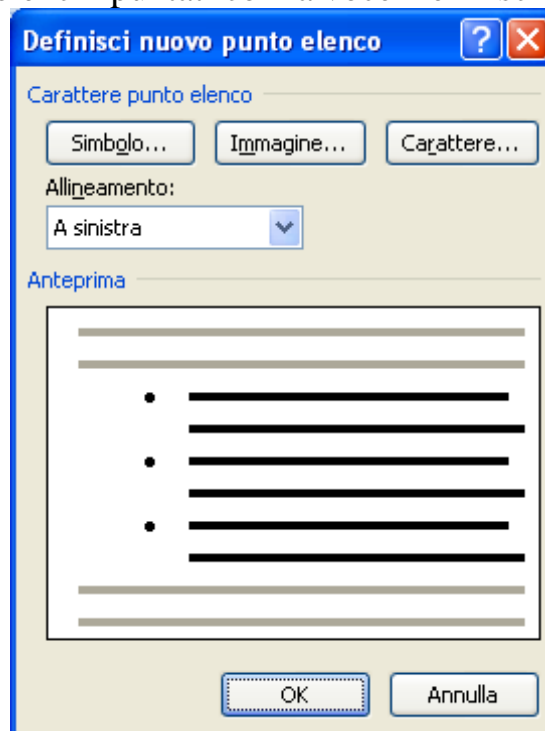 Definisci nuovo punto elenco
Carattere punto elenco
Simbolo... Immagine... Carattere...
Allineamento:
A sinistra
Anteprima
OK Annulla